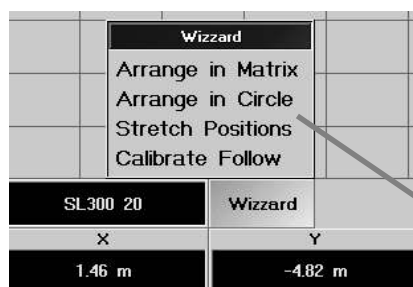 Wizzard
Arrange in Matrix
Arrange in Circle
Stretch Positions
Calibrate Follow
SL300 20 Wizzard
X Y
1.46 m -4.82 m